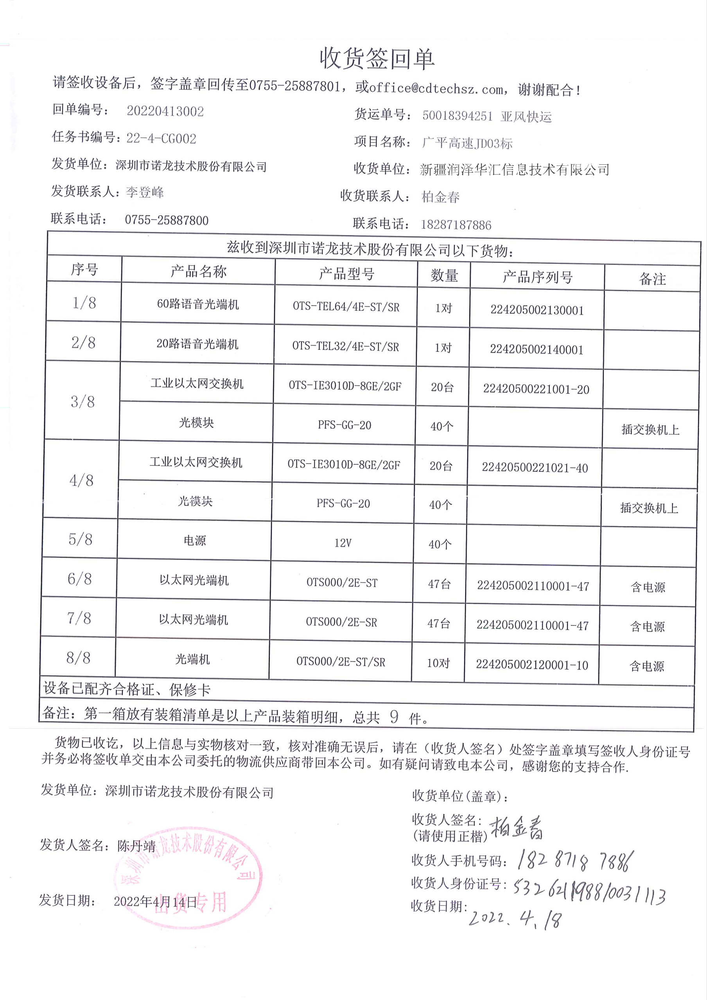 收货签回单
请签收设备后，签字盖章回传至0755-25887801，或office@cdtechsz.com，谢谢配合！
回单编号： 20220413002 货运单号： 50018394251 亚风快运
任务书编号：22-4-CG002 项目名称： 广平高速JD03标
发货单位：深圳市诺龙技术股份有限公司 收货单位：新疆润泽华汇信息技术有限公司
发货联系人：李登峰 收货联系人： 柏金春
联系电话： 0755-25887800 联系电话： 18287187886
兹收到深圳市诺龙技术股份有限公司以下货物：
序号 产品名称 产品型号 数量 产品序列号 备注
1/8 60路语音光端机 OTS-TEL64/4E-ST/SR 1对 224205002130001
2/8 20路语音光端机 OTS-TEL32/4E-ST/SR 1对 224205002140001
3/8 工业以太网交换机 OTS-IE3010D-8GE/2GF 20台 22420500221001-20
光模块 PFS-GG-20 40个 插交换机上
4/8 工业以太网交换机 OTS-IE3010D-8GE/2GF 20台 22420500221021-40
光模块 PFS-GG-20 40个 插交换机上
5/8 电源 12V 40个
6/8 以太网光端机 OTS000/2E-ST 47台 224205002110001-47 含电源
7/8 以太网光端机 OTS000/2E-SR 47台 224205002110001-47 含电源
8/8 光端机 OTS000/2E-ST/SR 10对 224205002120001-10 含电源
设备已配齐合格证、保修卡
备注：第一箱放有装箱清单是以上产品装箱明细，总共 9 件。
货物已收讫，以上信息与实物核对一致，核对准确无误后，请在（收货人签名）处签字盖章填写签收人身份证号
并务必将签收单交由本公司委托的物流供应商带回本公司。如有疑问请致电本公司，感谢您的支持合作.
发货单位：深圳市诺龙技术股份有限公司 收货单位(盖章)：
收货人签名：柏金春
(请使用正楷)
发货人签名：陈丹靖
深圳市诺龙技术股份有限公司
收货人手机号码：182 8718 7886
收货人身份证号：532621198810031113
发货日期： 2022年4月14日
出货专用
收货日期：2022.4.18